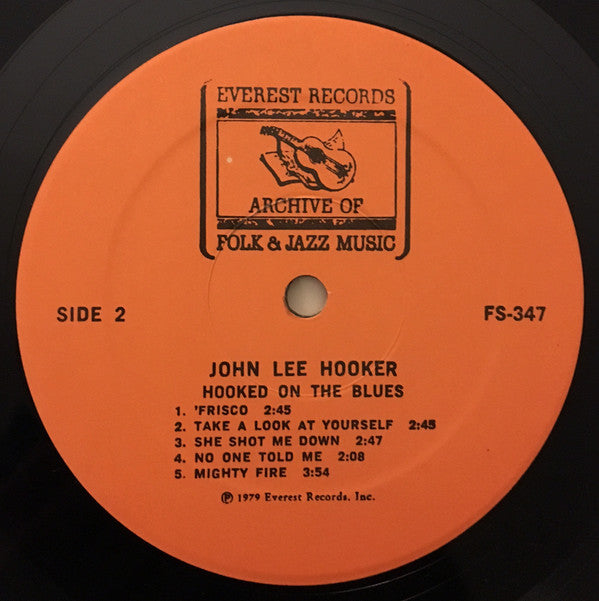 EVEREST RECORDS
ARCHIVE OF
FOLK & JAZZ MUSIC
SIDE 2
FS-347
JOHN LEE HOOKER
HOOKED ON THE BLUES
1. 'FRISCO 2:45
2. TAKE A LOOK AT YOURSELF 2:45
3. SHE SHOT ME DOWN 2:47
4. NO ONE TOLD ME 2:08
5. MIGHTY FIRE 3:54
Ⓟ 1979 Everest Records, Inc.